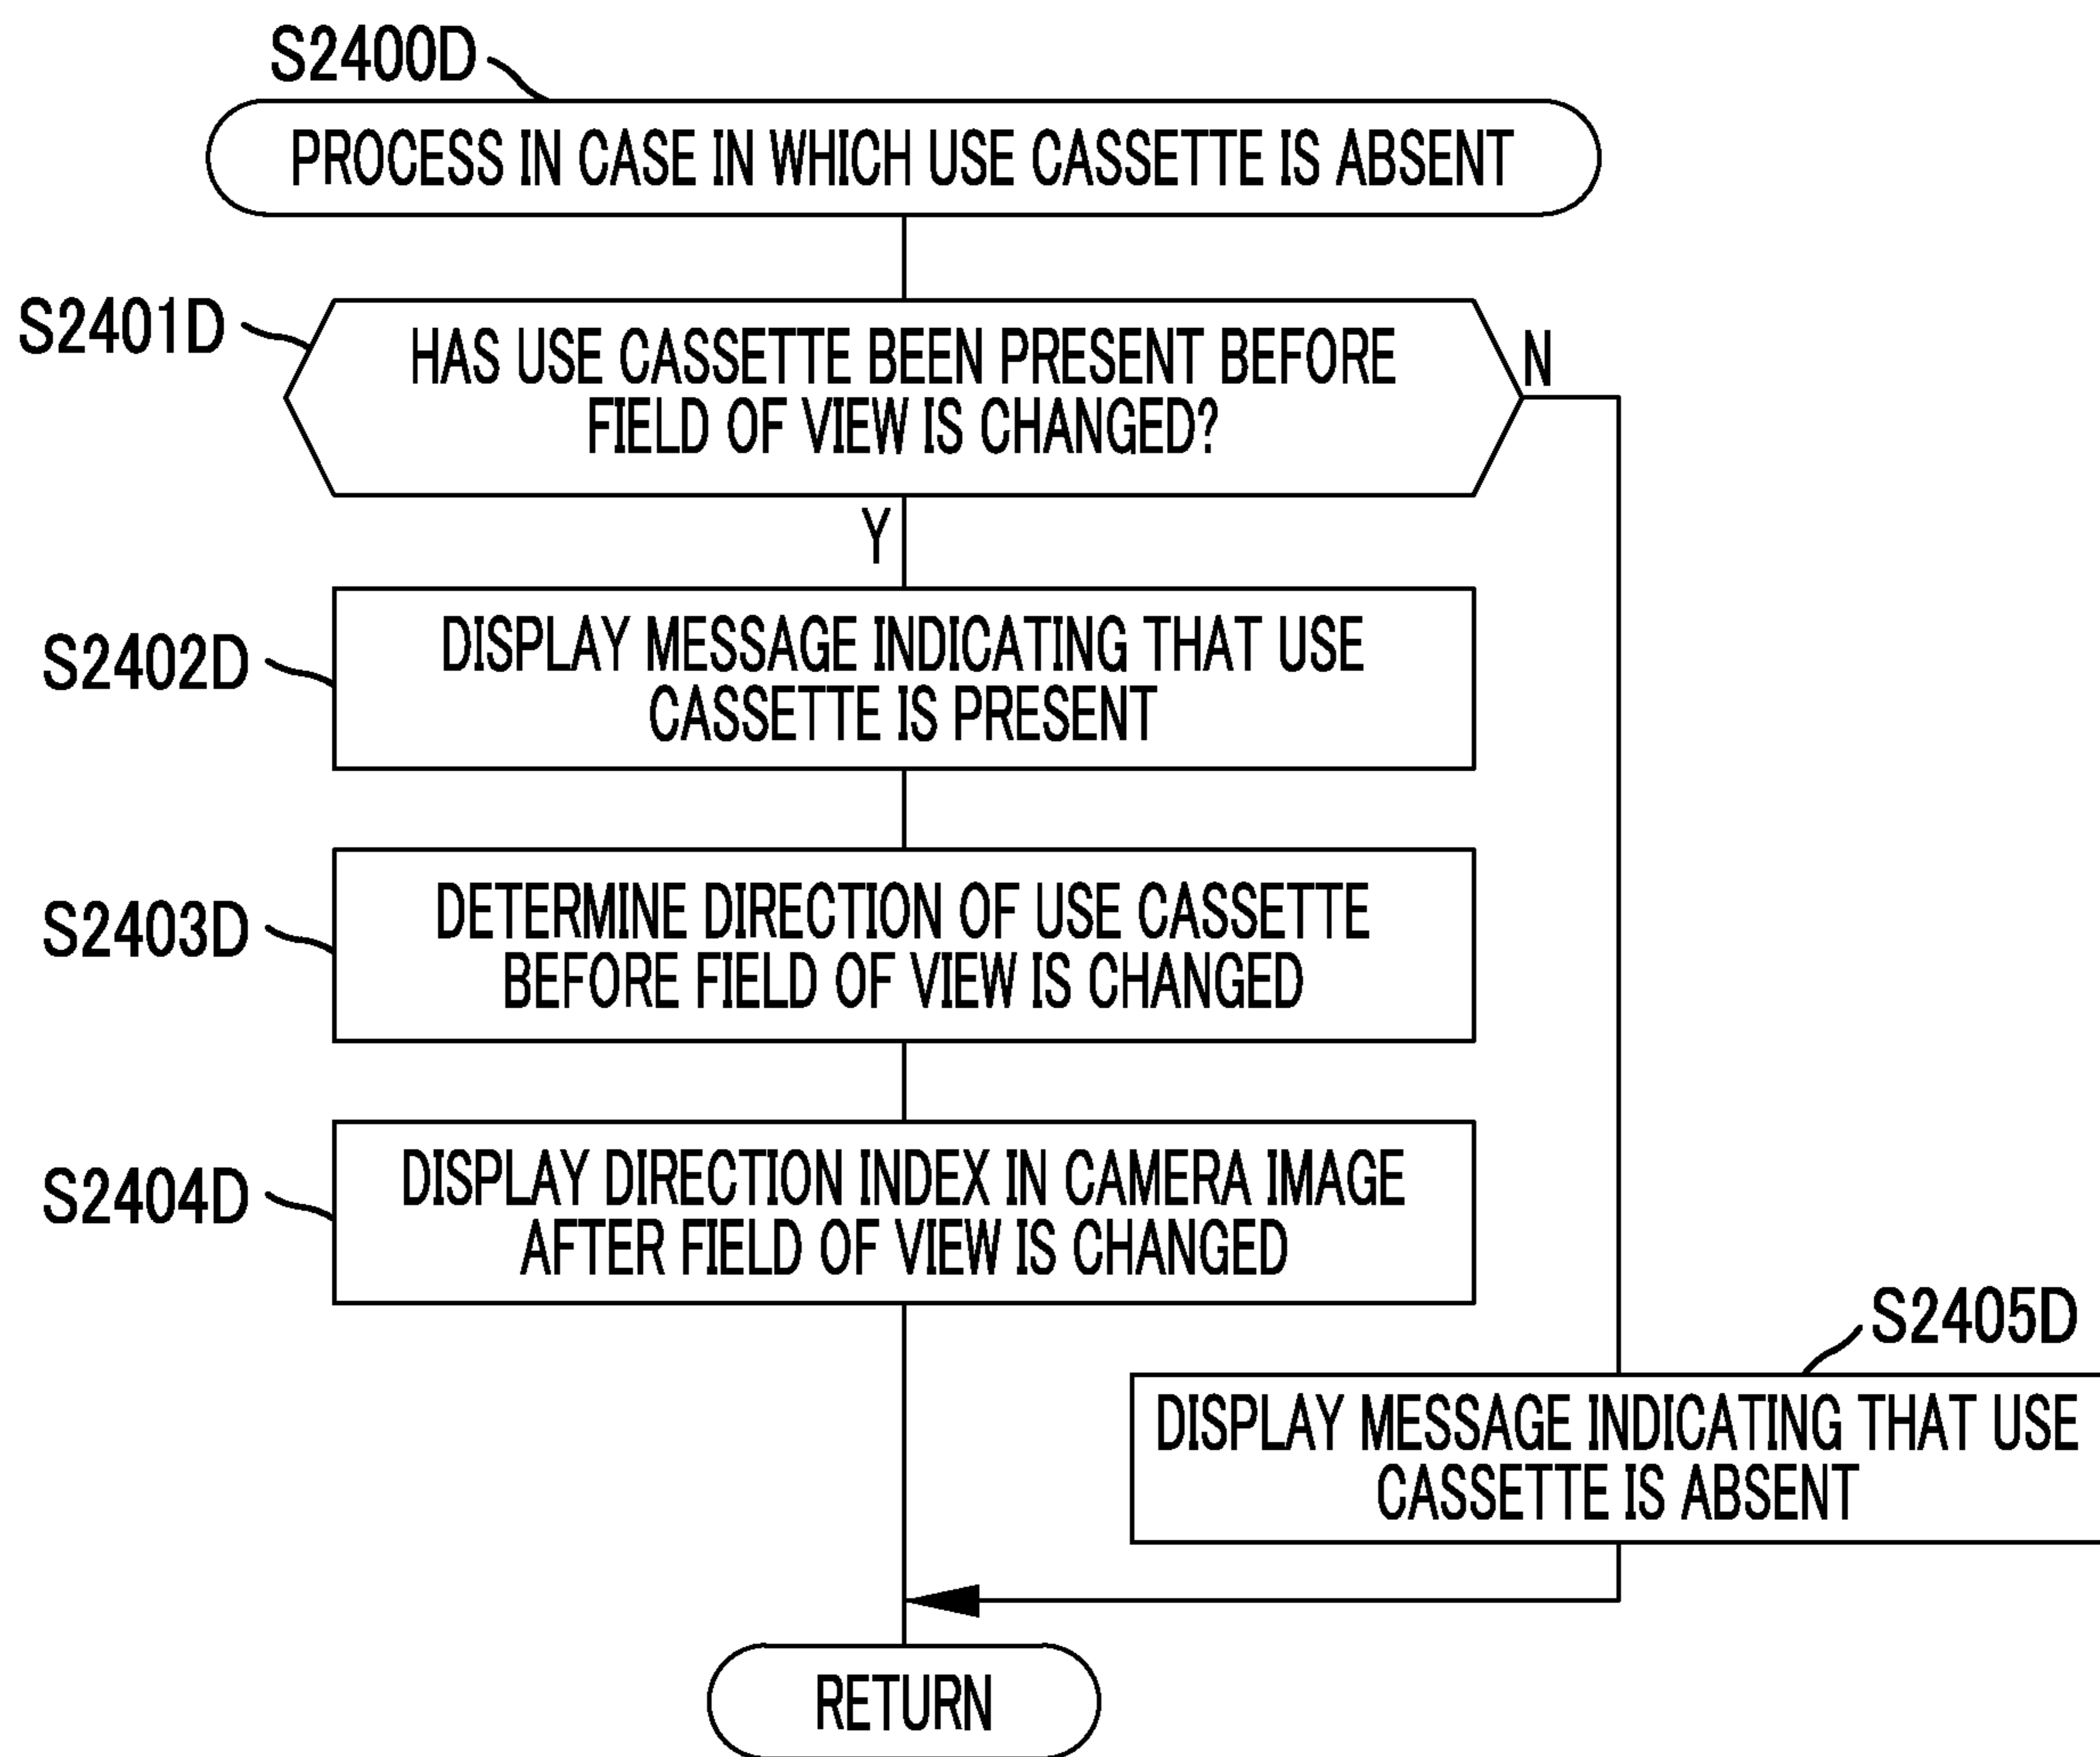 S2400D
PROCESS IN CASE IN WHICH USE CASSETTE IS ABSENT
S2401D
HAS USE CASSETTE BEEN PRESENT BEFORE
FIELD OF VIEW IS CHANGED?
N
Y
S2402D
DISPLAY MESSAGE INDICATING THAT USE
CASSETTE IS PRESENT
S2403D
DETERMINE DIRECTION OF USE CASSETTE
BEFORE FIELD OF VIEW IS CHANGED
S2404D
DISPLAY DIRECTION INDEX IN CAMERA IMAGE
AFTER FIELD OF VIEW IS CHANGED
S2405D
DISPLAY MESSAGE INDICATING THAT USE
CASSETTE IS ABSENT
RETURN